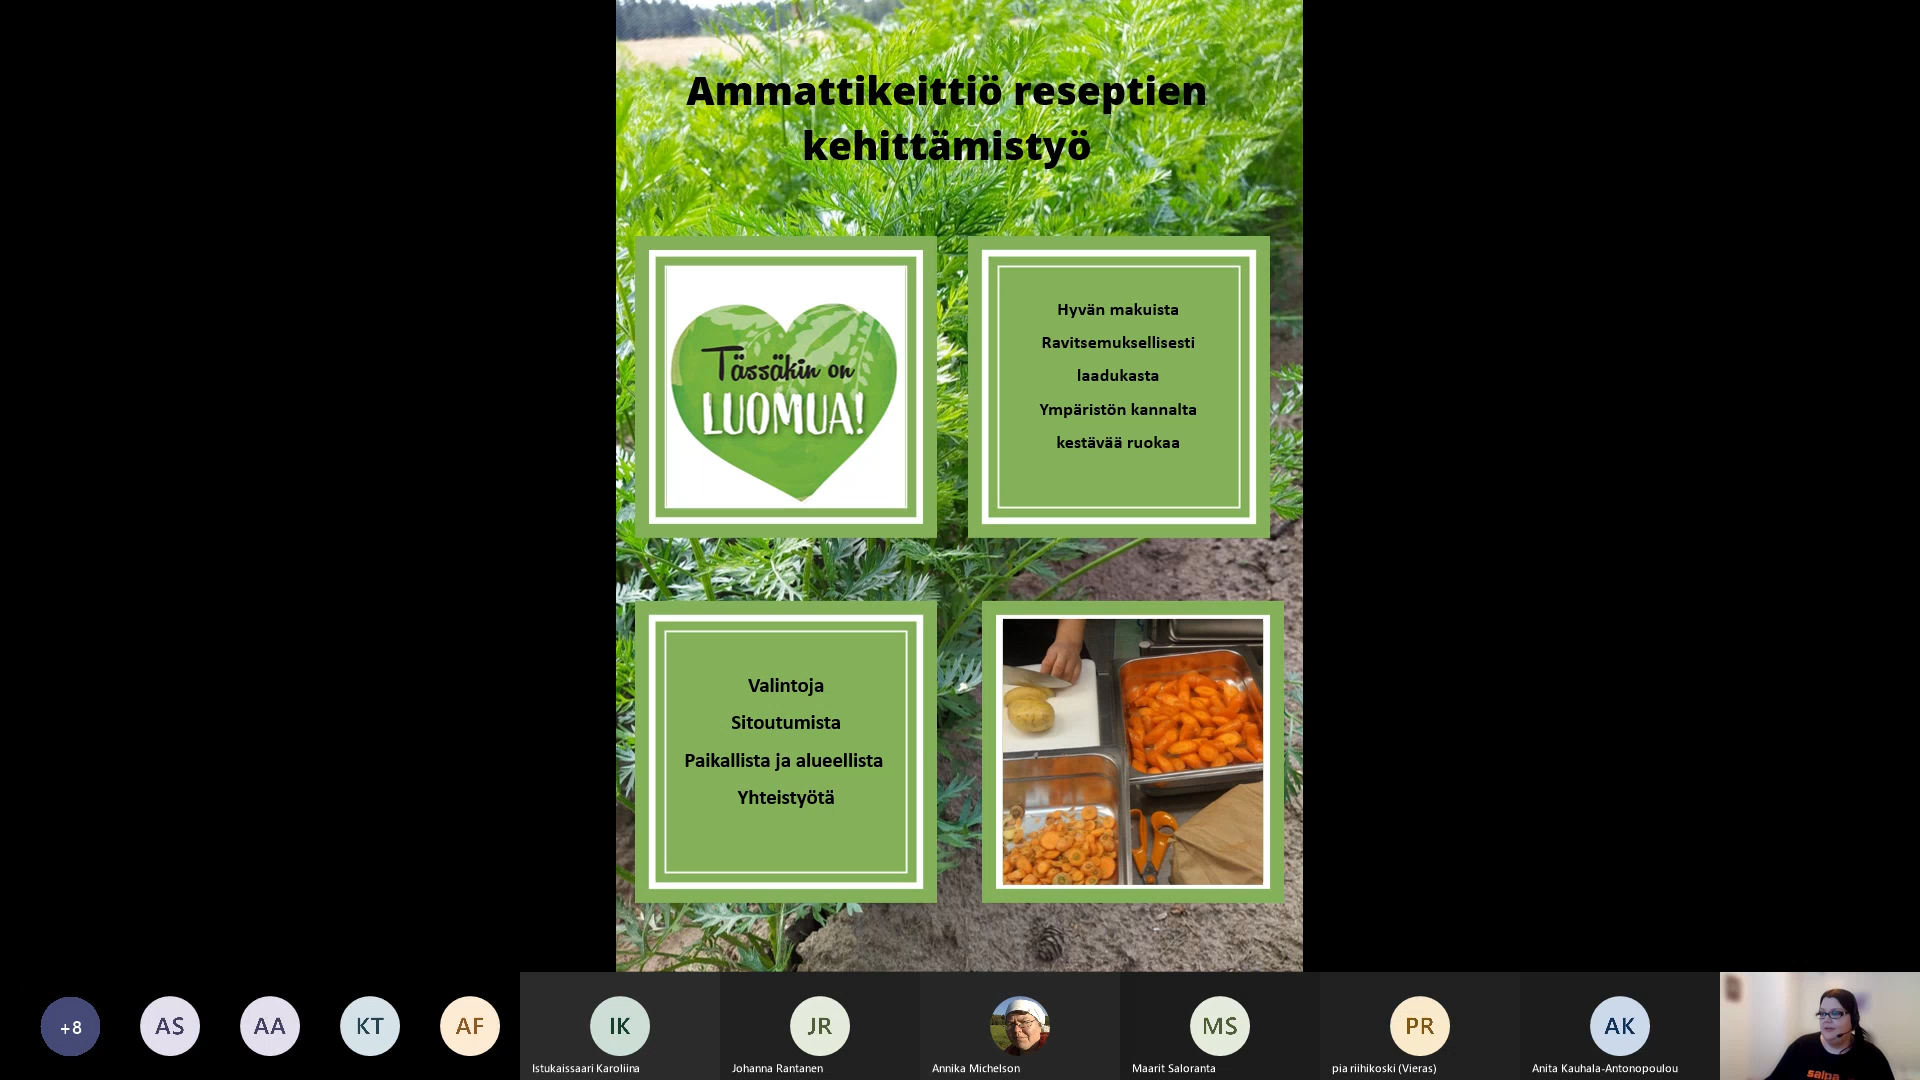 Ammattikeittiö reseptien
kehittämistyö
Tässäkin on
LUOMUA!
Hyvän makuista
Ravitsemuksellisesti
laadukasta
Ympäristön kannalta
kestävää ruokaa
Valintoja
Sitoutumista
Paikallista ja alueellista
Yhteistyötä
+8
AS
AA
KT
AF
IK
JR
MS
PR
AK
Istukaissaari Karoliina
Johanna Rantanen
Annika Michelson
Maarit Saloranta
pia riihikoski (Vieras)
Anita Kauhala-Antonopoulou
saipa